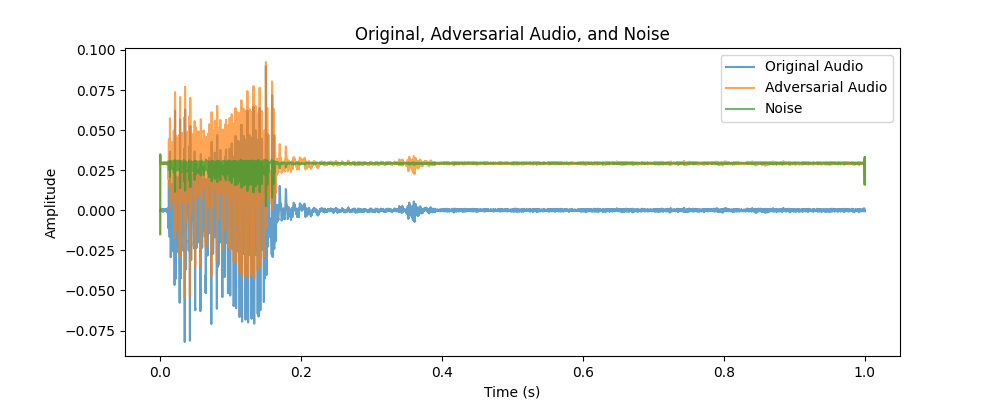 Original, Adversarial Audio, and Noise
Original Audio
Adversarial Audio
Noise
Amplitude
0.100
0.075
0.050
0.025
0.000
−0.025
−0.050
−0.075
0.0 0.2 0.4 0.6 0.8 1.0
Time (s)